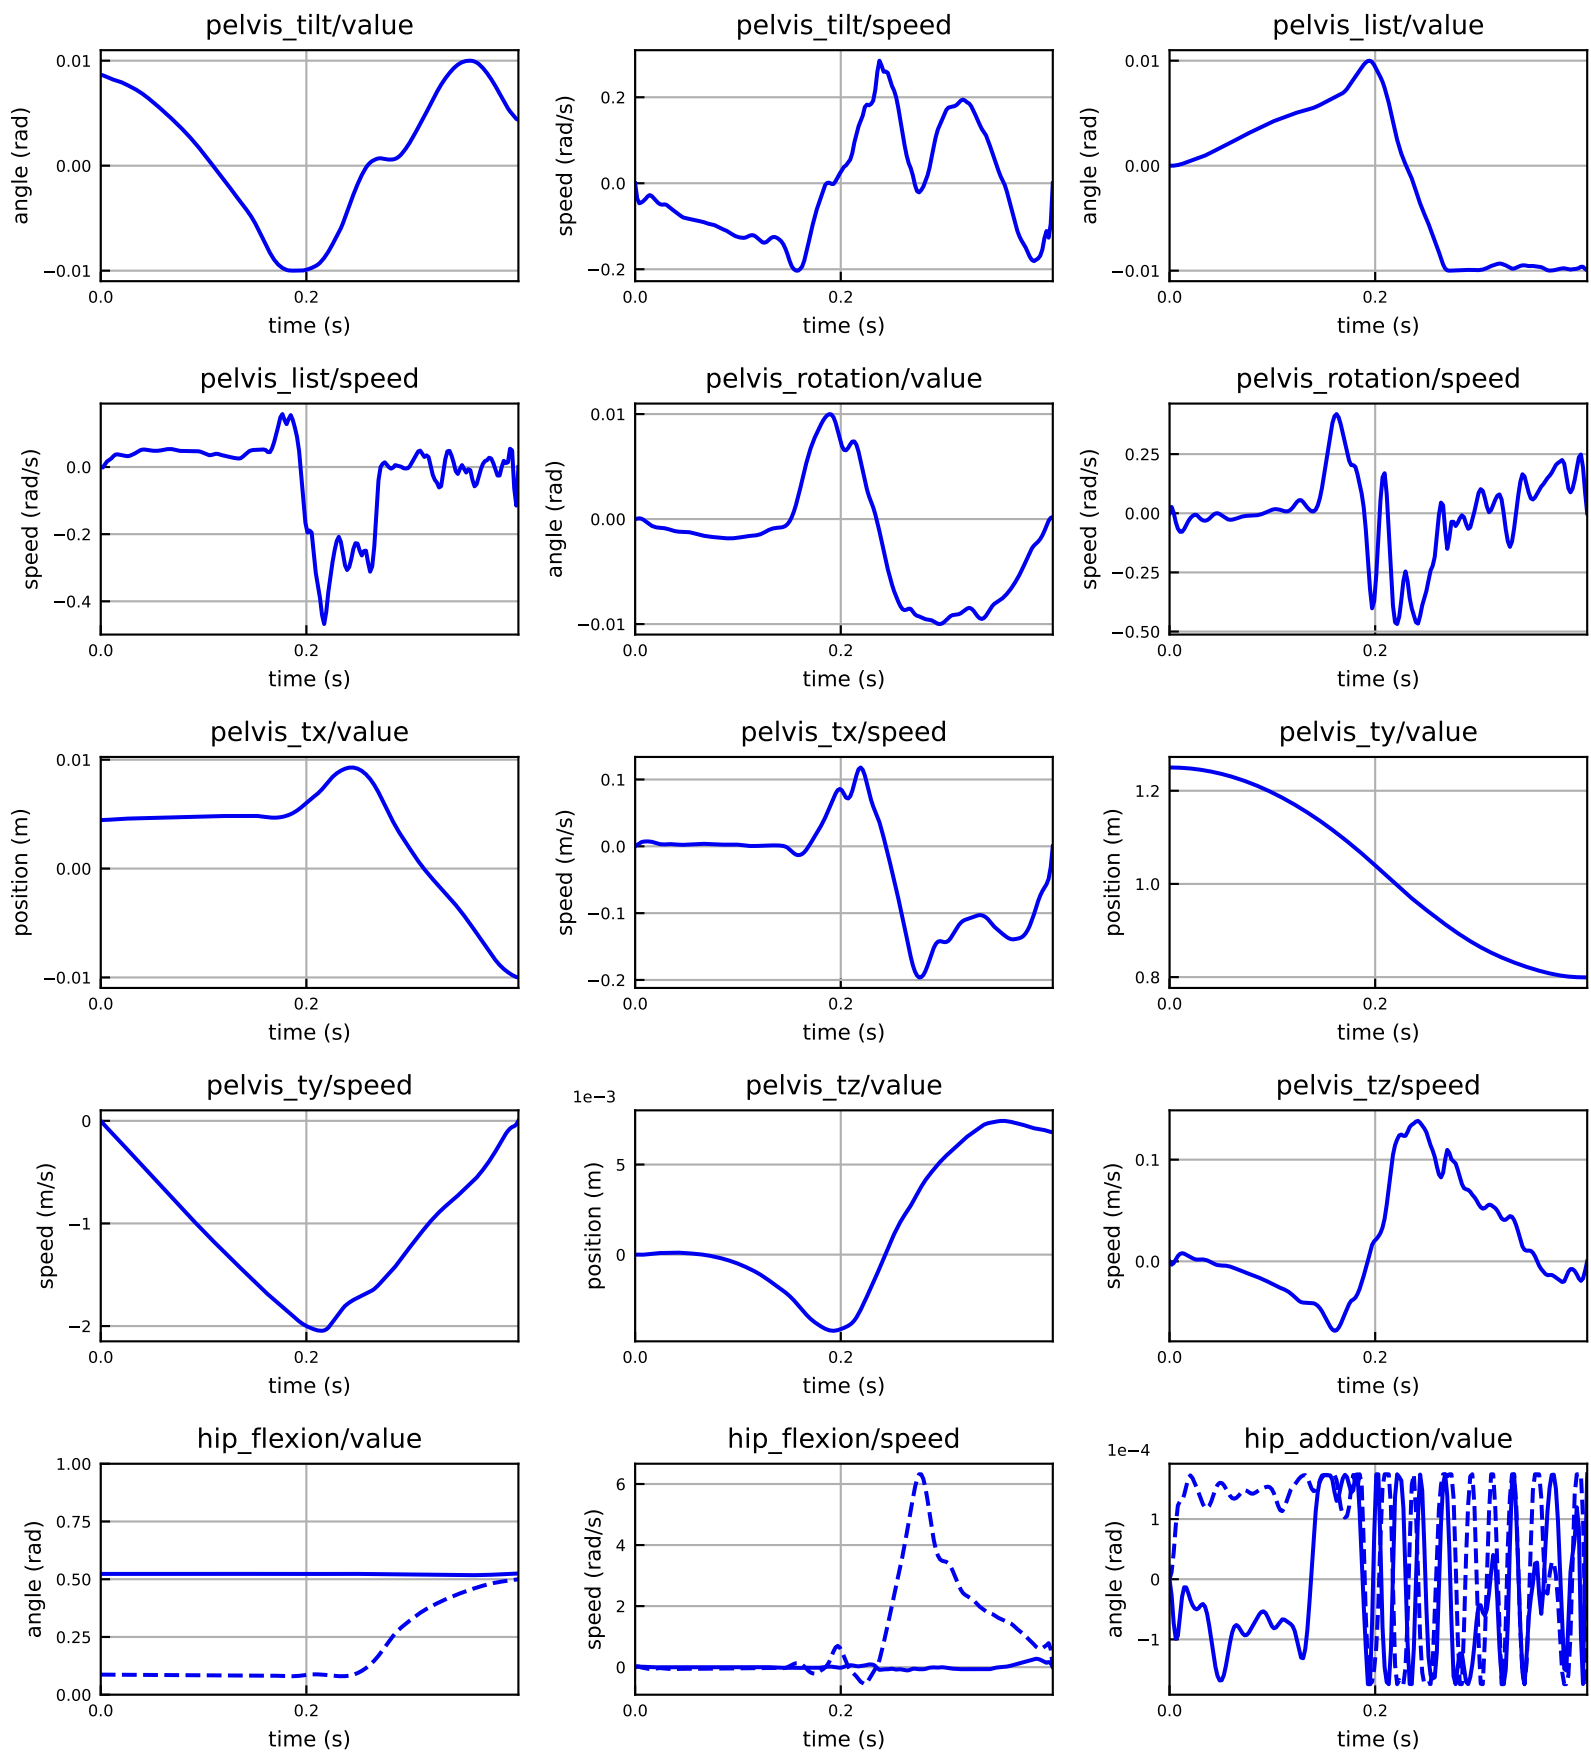 pelvis_tilt/value
angle (rad)
0.01
0.00
−0.01
0.0
0.2
time (s)
pelvis_tilt/speed
speed (rad/s)
0.2
0.0
−0.2
0.0
0.2
time (s)
pelvis_list/value
angle (rad)
0.01
0.00
−0.01
0.0
0.2
time (s)
pelvis_list/speed
speed (rad/s)
0.0
−0.2
−0.4
0.0
0.2
time (s)
pelvis_rotation/value
angle (rad)
0.01
0.00
−0.01
0.0
0.2
time (s)
pelvis_rotation/speed
speed (rad/s)
0.25
0.00
−0.25
−0.50
0.0
0.2
time (s)
pelvis_tx/value
position (m)
0.01
0.00
−0.01
0.0
0.2
time (s)
pelvis_tx/speed
speed (m/s)
0.1
0.0
−0.1
−0.2
0.0
0.2
time (s)
pelvis_ty/value
position (m)
1.2
1.0
0.8
0.0
0.2
time (s)
pelvis_ty/speed
speed (m/s)
0
−1
−2
0.0
0.2
time (s)
pelvis_tz/value
1e−3
position (m)
5
0
0.0
0.2
time (s)
pelvis_tz/speed
speed (m/s)
0.1
0.0
0.0
0.2
time (s)
hip_flexion/value
angle (rad)
1.00
0.75
0.50
0.25
0.00
0.0
0.2
time (s)
hip_flexion/speed
speed (rad/s)
6
4
2
0
0.0
0.2
time (s)
hip_adduction/value
1e−4
angle (rad)
1
0
−1
0.0
0.2
time (s)